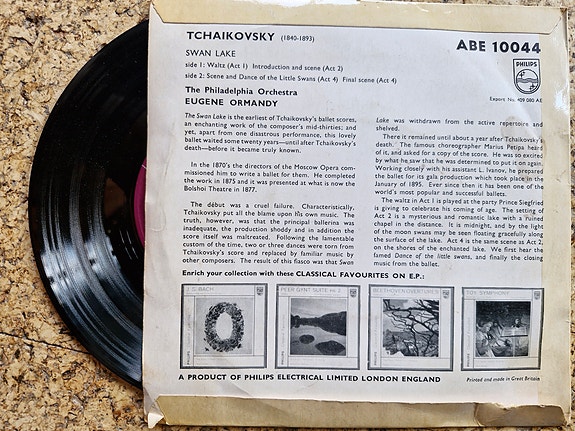 TCHAIKOVSKY (1840-1893)
ABE 10044
SWAN LAKE
side 1: Waltz (Act 1) Introduction and scene (Act 2)
side 2: Scene and Dance of the Little Swans (Act 4) Final scene (Act 4)
PHILIPS
The Philadelphia Orchestra
EUGENE ORMANDY
Export No. 409 080 AE
The Swan Lake is the earliest of Tchaikovsky's ballet scores,
an enchanting work of the composer's mid-thirties; and
yet, apart from one disastrous performance, this lovely
ballet waited some twenty years—until after Tchaikovsky's
death—before it became truly known.
In the 1870's the directors of the Moscow Opera com-
missioned him to write a ballet for them. He completed
the work in 1875 and it was presented at what is now the
Bolshoi Theatre in 1877.
The début was a cruel failure. Characteristically,
Tchaikovsky put all the blame upon his own music. The
truth, however, was that the principal ballerina was
inadequate, the production shoddy and in addition the
score itself was maltreated. Following the lamentable
custom of the time, two or three dances were torn from
Tchaikovsky's score and replaced by familiar music by
other composers. The result of this fiasco was that Swan
Lake was withdrawn from the active repertoire and
shelved.
There it remained until about a year after Tchaikovsky's
death. The famous choreographer Marius Petipa heard
of it, and asked for a copy of the score. He was so excited
by what he saw that he was determined to put it on again.
Working closely with his assistant L. Ivanov, he prepared
the ballet for its gala production which took place in the
January of 1895. Ever since then it has been one of the
world's most popular and successful ballets.
The waltz in Act 1 is played at the party Prince Siegfried
is giving to celebrate his coming of age. The setting of
Act 2 is a mysterious and romantic lake with a ruined
chapel in the distance. It is midnight, and by the light
of the moon swans may be seen floating gracefully along
the surface of the lake. Act 4 is the same scene as Act 2,
on the shores of the enchanted lake. We first hear the
famed Dance of the little swans, and finally the closing
music from the ballet.
Enrich your collection with these CLASSICAL FAVOURITES ON E.P.:
J. S. BACH
PEER GYNT SUITE no. 2
BEETHOVEN OVERTURES
TOY SYMPHONY
PHILIPS
PHILIPS
PHILIPS
PHILIPS
A PRODUCT OF PHILIPS ELECTRICAL LIMITED LONDON ENGLAND
Printed and made in Great Britain